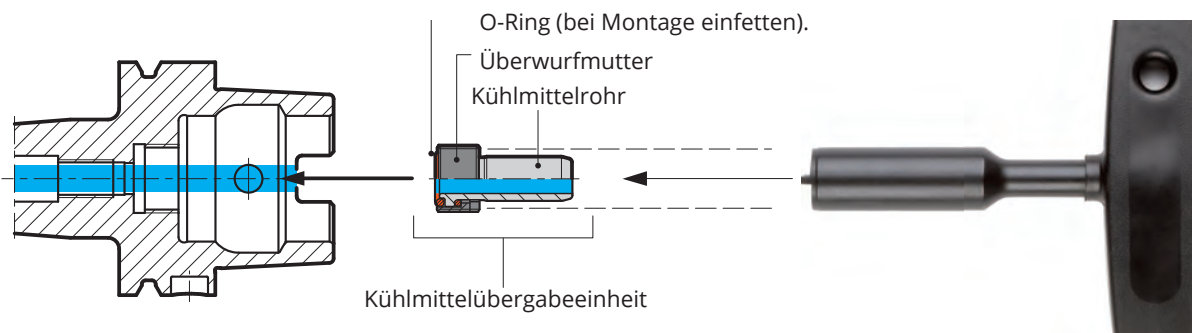 O-Ring (bei Montage einfetten).
Überwurfmutter
Kühlmittelrohr
Kühlmittelübergabeeinheit